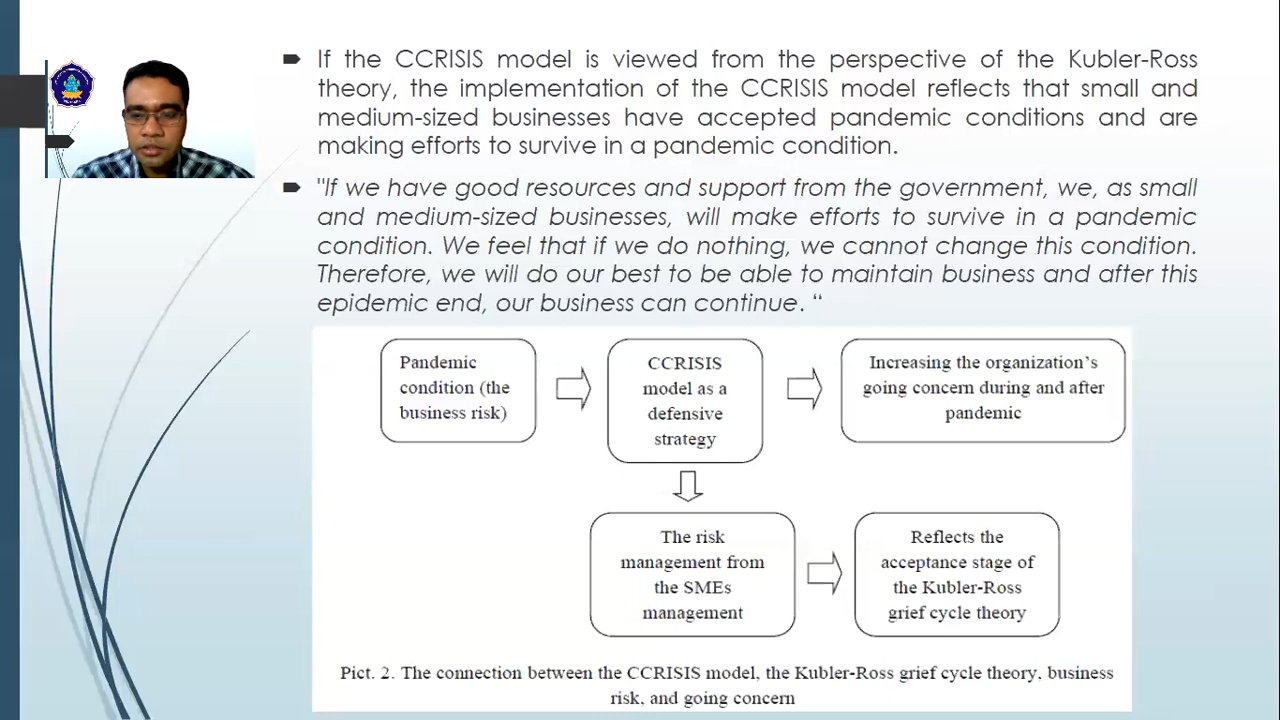 If the CCRISIS model is viewed from the perspective of the Kubler-Ross
theory, the implementation of the CCRISIS model reflects that small and
medium-sized businesses have accepted pandemic conditions and are
making efforts to survive in a pandemic condition.
"If we have good resources and support from the government, we, as small
and medium-sized businesses, will make efforts to survive in a pandemic
condition. We feel that if we do nothing, we cannot change this condition.
Therefore, we will do our best to be able to maintain business and after this
epidemic end, our business can continue. “
Pandemic
condition (the
business risk)
CCRISIS
model as a
defensive
strategy
Increasing the organization’s
going concern during and after
pandemic
The risk
management from
the SMEs
management
Reflects the
acceptance stage of
the Kubler-Ross
grief cycle theory
Pict. 2. The connection between the CCRISIS model, the Kubler-Ross grief cycle theory, business
risk, and going concern